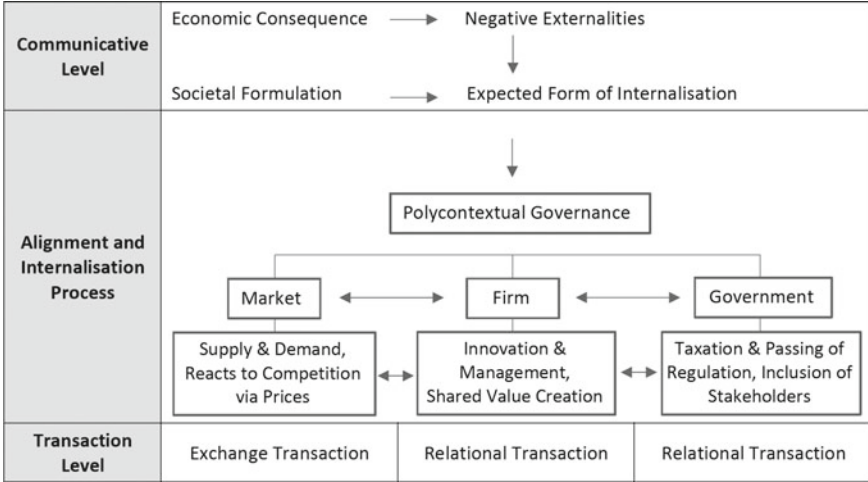 Communicative
Level
Economic Consequence
Negative Externalities
Societal Formulation
Expected Form of Internalisation
Alignment and
Internalisation
Process
Polycontextual Governance
Market
Firm
Government
Supply & Demand,
Reacts to Competition
via Prices
Innovation &
Management,
Shared Value Creation
Taxation & Passing of
Regulation, Inclusion of
Stakeholders
Transaction
Level
Exchange Transaction
Relational Transaction
Relational Transaction